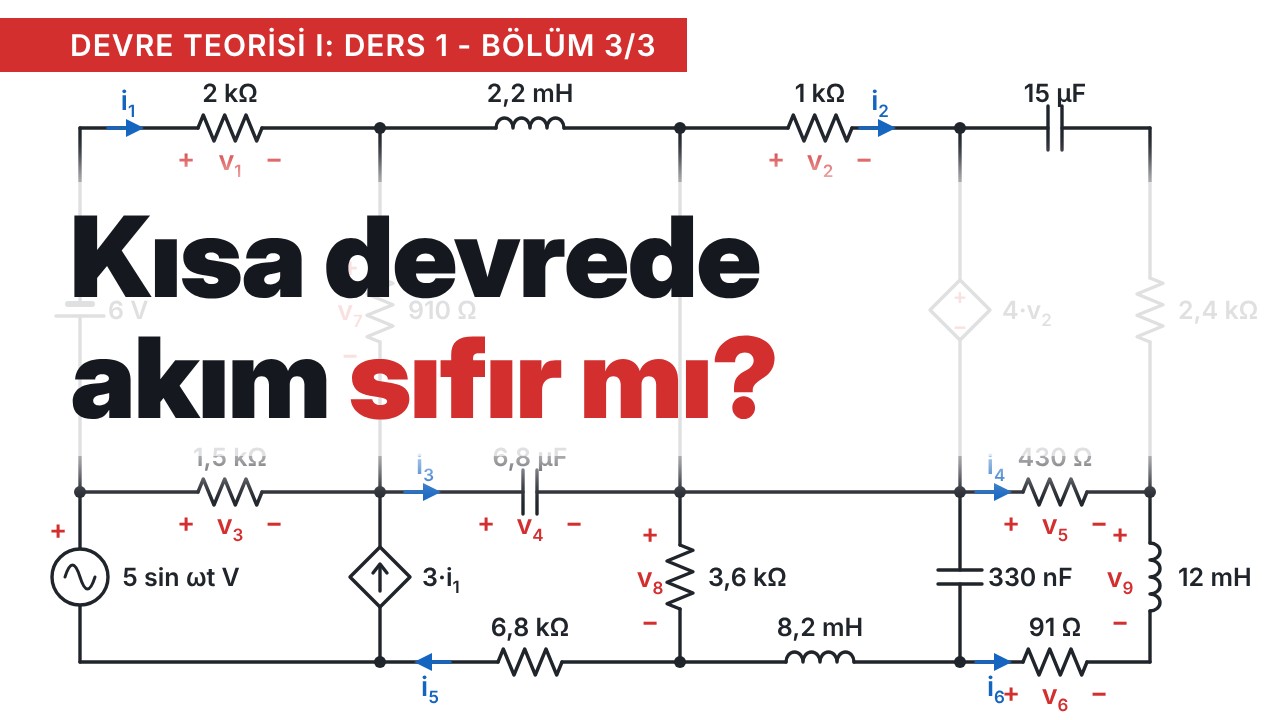 DEVRE TEORİSİ I: DERS 1 - BÖLÜM 3/3
i1 2 kΩ 2,2 mH 1 kΩ i2 15 µF
+ v1 − + v2 −
Kısa devrede
+
6 V v7 910 Ω + − 4·v2 2,4 kΩ
−
akım sıfır mı?
1,5 kΩ i3 6,8 µF i4 430 Ω
+ v3 − + v4 − + v5 −
+ + +
5 sin ωt V 3·i1 v8 3,6 kΩ 330 nF v9 12 mH
− −
6,8 kΩ 8,2 mH 91 Ω
i5 i6 + v6 −